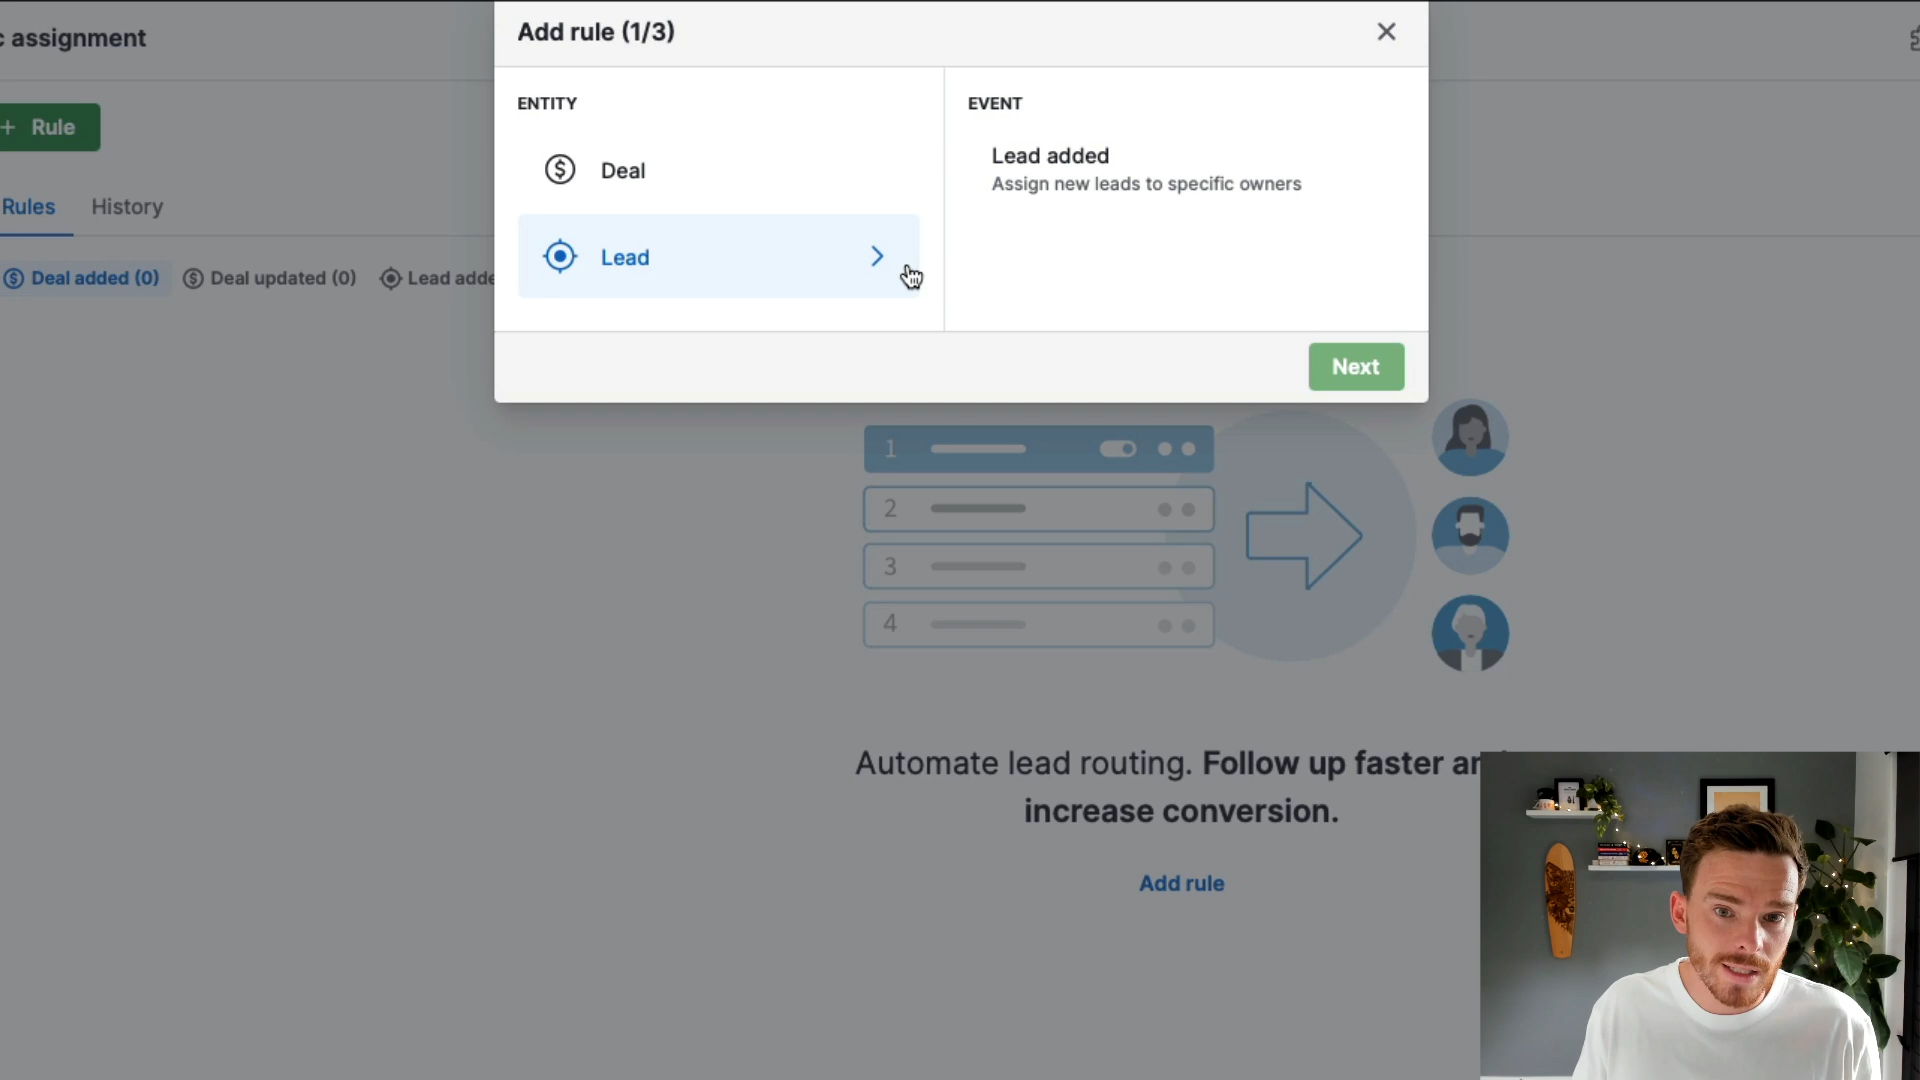 Add rule (1/3)
assignment
ENTITY
EVENT
+ Rule
Lead added
Deal
Assign new leads to specific owners
Rules
History
Lead
Deal added (0)
Deal updated (0)
Lead adde
Next
1
2
3
4
Automate lead routing. Follow up faster
increase conversion.
Add rule